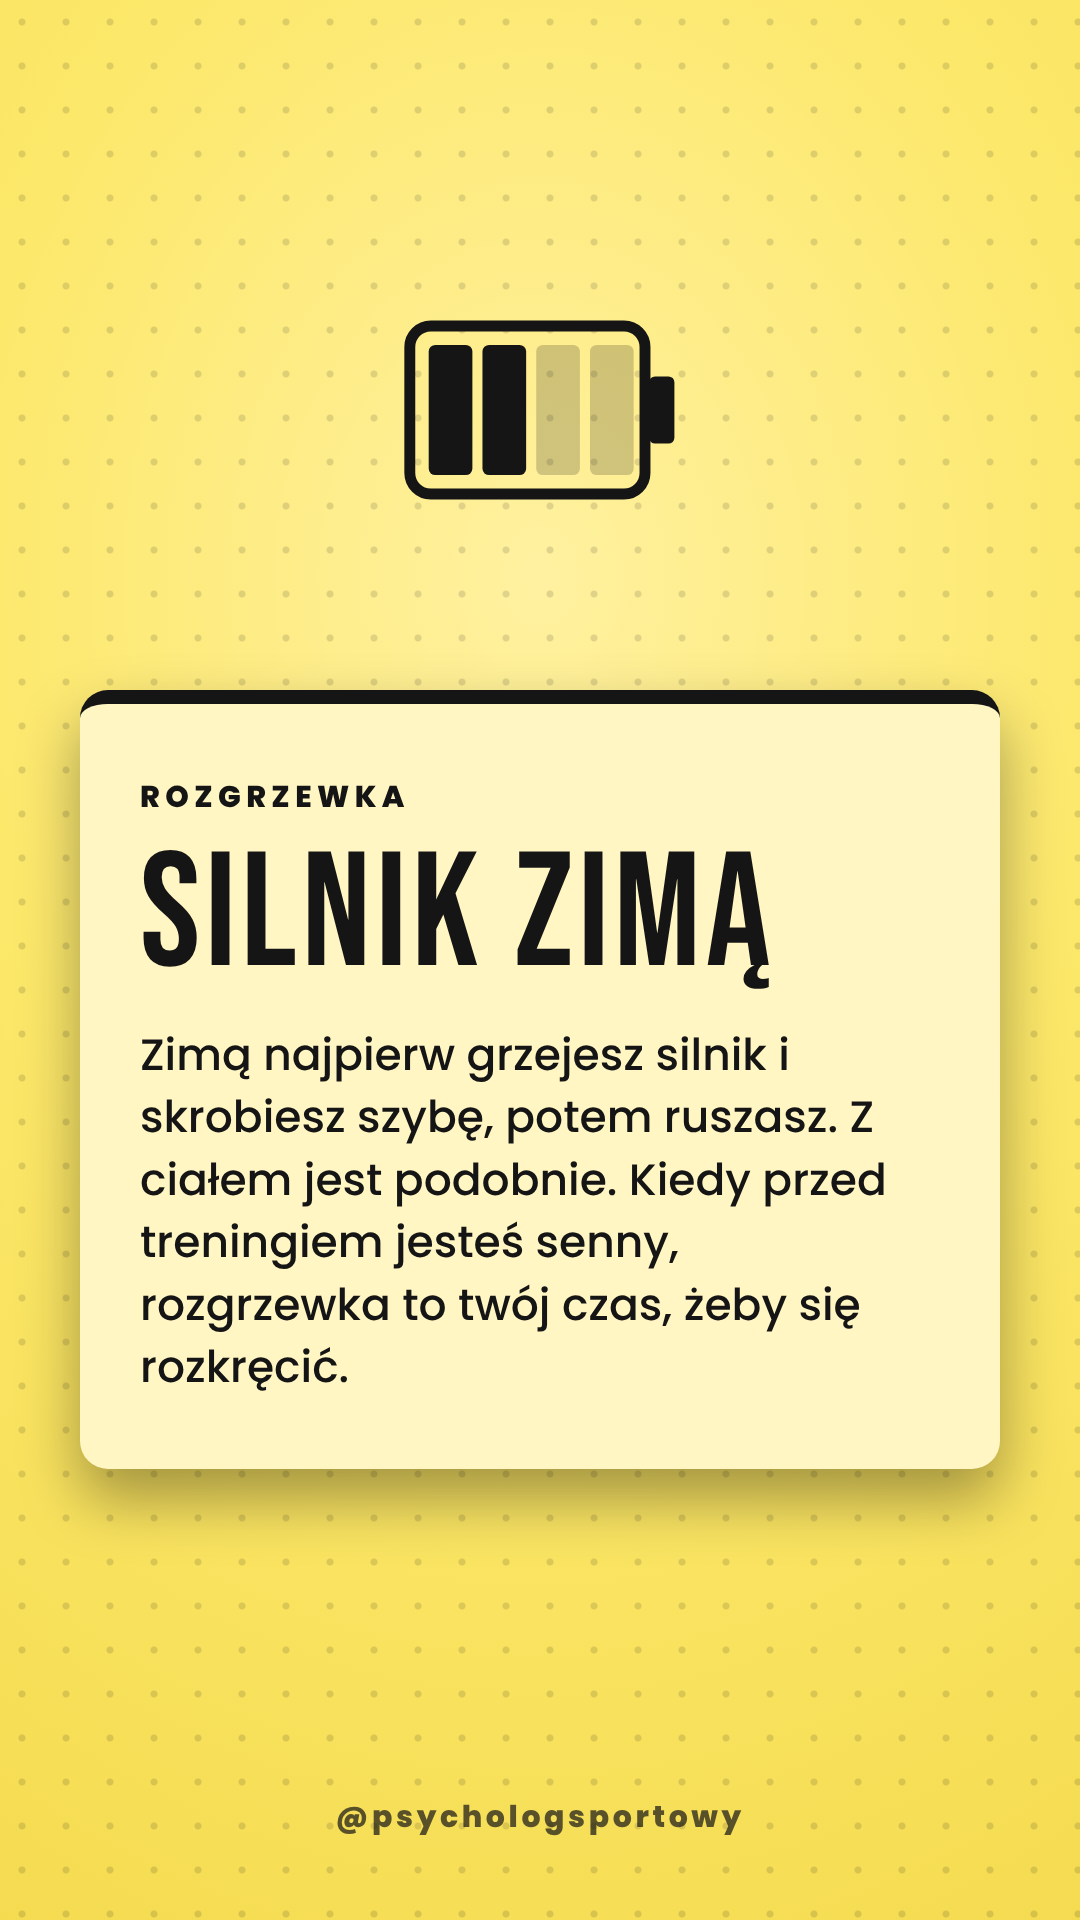 ROZGRZEWKA
SILNIK ZIMĄ
Zimą najpierw grzejesz silnik i
skrobiesz szybę, potem ruszasz. Z
ciałem jest podobnie. Kiedy przed
treningiem jesteś senny,
rozgrzewka to twój czas, żeby się
rozkręcić.
@psychologsportowy